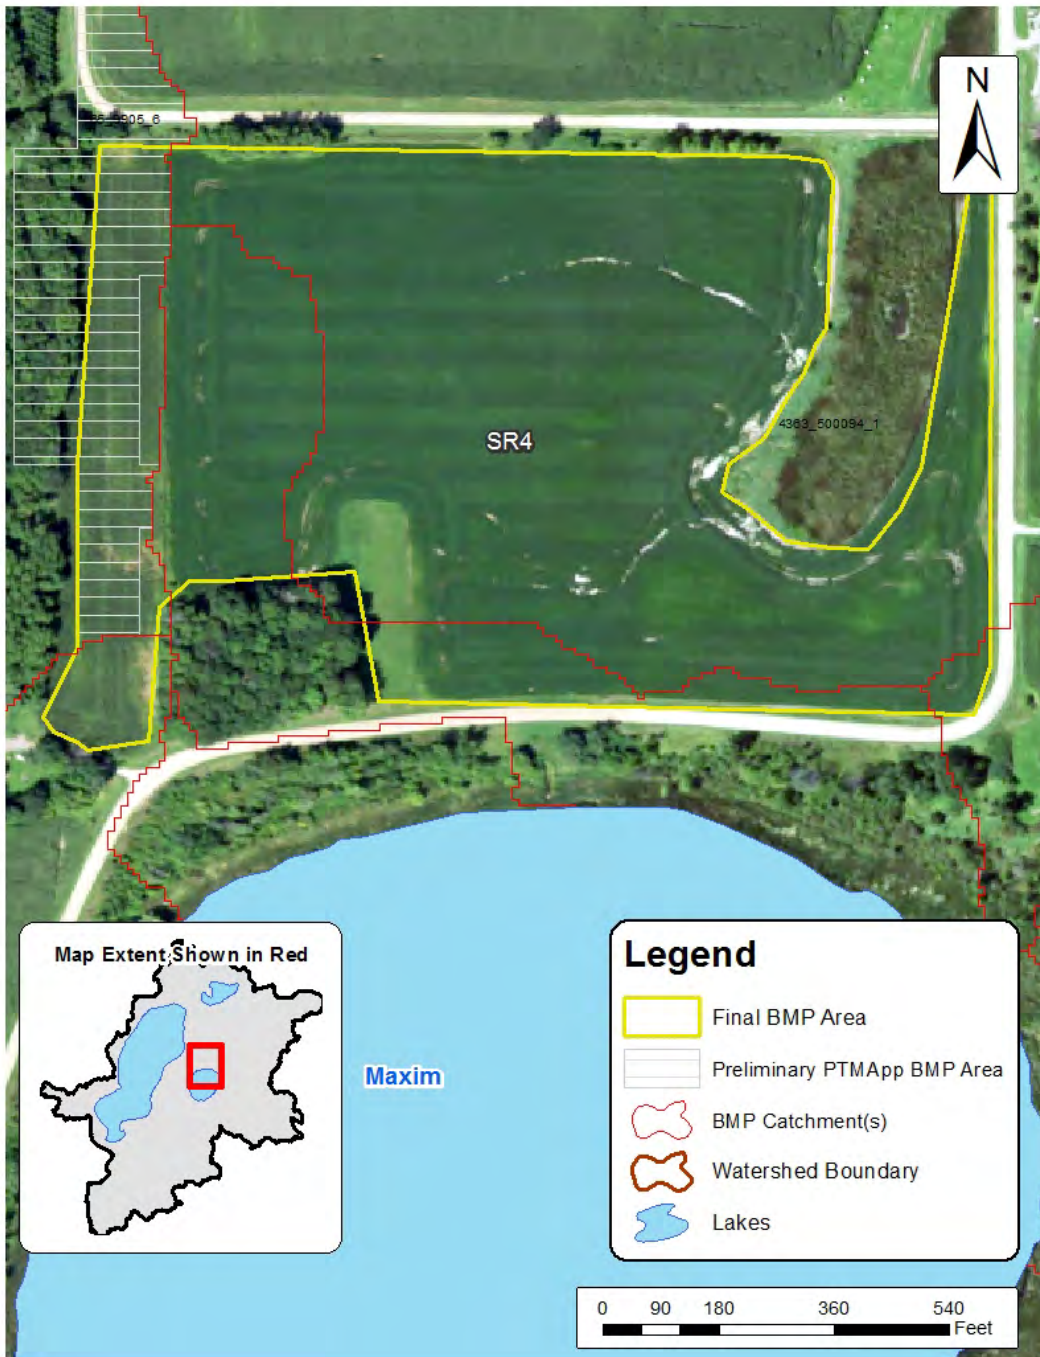 N
4363_500094_1
SR4
Map Extent Shown in Red
Maxim
Legend
Final BMP Area
Preliminary PTMApp BMP Area
BMP Catchment(s)
Watershed Boundary
Lakes
0 90 180 360 540
Feet